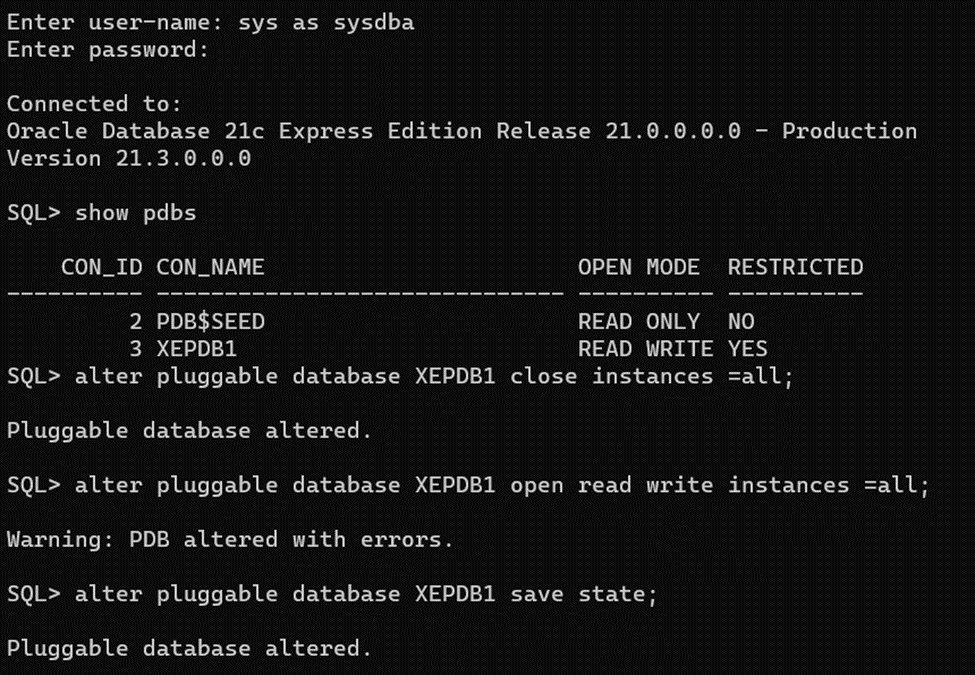 Enter user-name: sys as sysdba
Enter password:
Connected to:
Oracle Database 21c Express Edition Release 21.0.0.0.0 - Production
Version 21.3.0.0.0
SQL> show pdbs
    CON_ID CON_NAME                       OPEN MODE  RESTRICTED
---------- ------------------------------ ---------- ----------
         2 PDB$SEED                       READ ONLY  NO
         3 XEPDB1                         READ WRITE YES
SQL> alter pluggable database XEPDB1 close instances =all;
Pluggable database altered.
SQL> alter pluggable database XEPDB1 open read write instances =all;
Warning: PDB altered with errors.
SQL> alter pluggable database XEPDB1 save state;
Pluggable database altered.